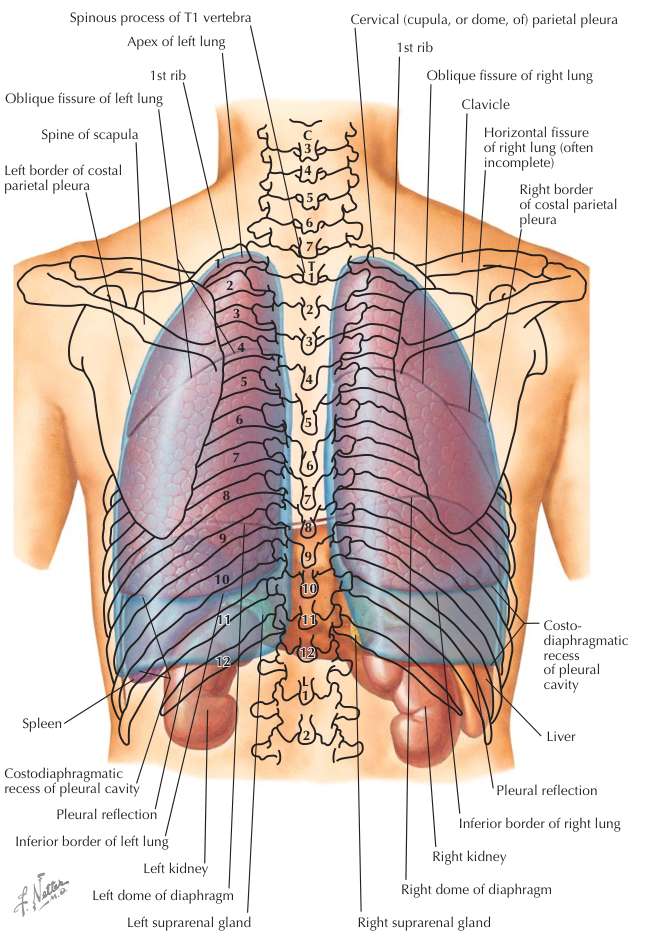 Spinous process of T1 vertebra
Apex of left lung
1st rib
Oblique fissure of left lung
Spine of scapula
Left border of costal
parietal pleura
Cervical (cupula, or dome, of) parietal pleura
1st rib
Oblique fissure of right lung
Clavicle
Horizontal fissure
of right lung (often
incomplete)
Right border
of costal parietal
pleura
C
3
4
5
6
7
T
1
2
3
4
5
6
7
8
9
10
11
12
L
1
2
1
2
3
4
5
6
7
8
9
10
11
12
Costo-
diaphragmatic
recess
of pleural
cavity
Liver
Pleural reflection
Inferior border of right lung
Right kidney
Right dome of diaphragm
Right suprarenal gland
Spleen
Costodiaphragmatic
recess of pleural cavity
Pleural reflection
Inferior border of left lung
Left kidney
Left dome of diaphragm
Left suprarenal gland
F. Netter
M.D.